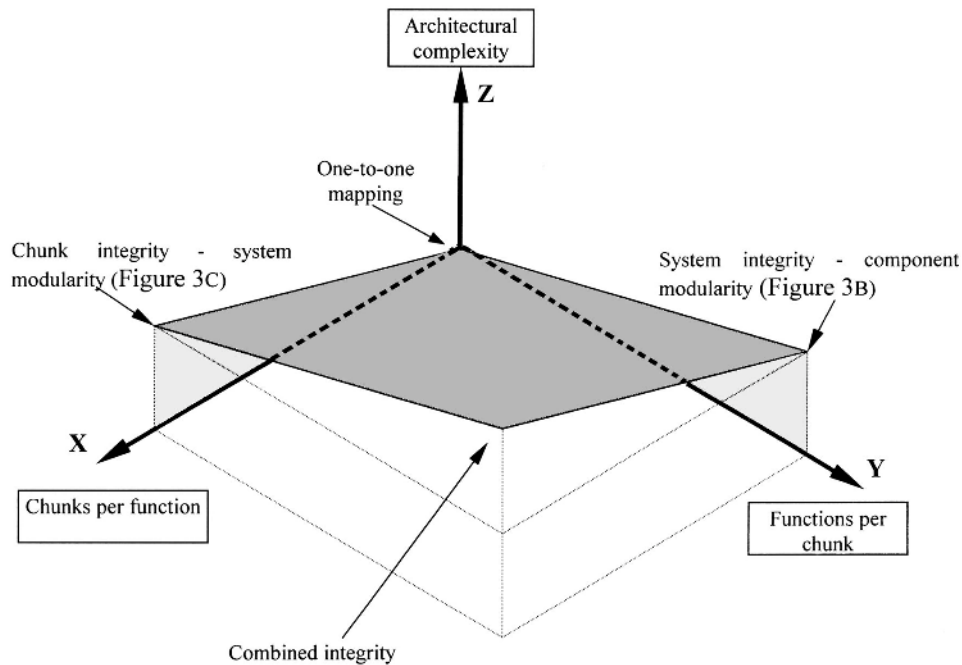 Architectural
complexity
Z
One-to-one
mapping
Chunk integrity - system
modularity (Figure 3C)
System integrity - component
modularity (Figure 3B)
X
Y
Chunks per function
Functions per
chunk
Combined integrity